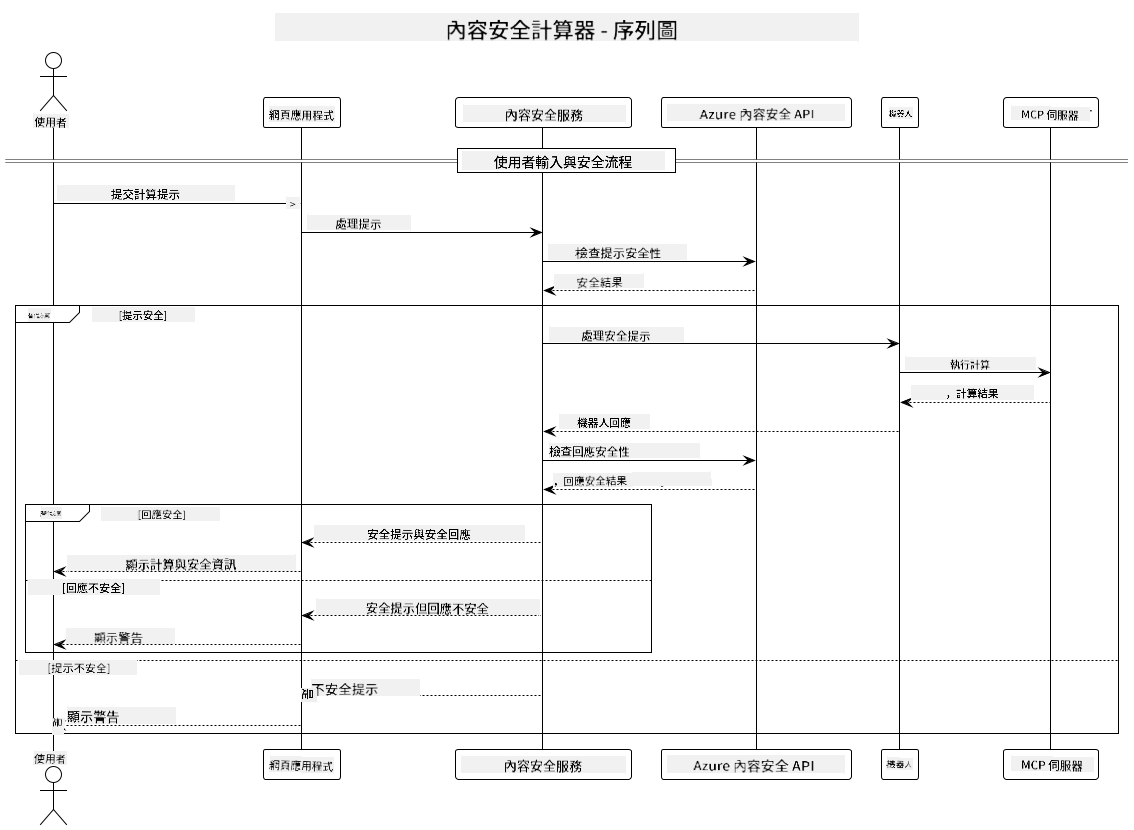 內容安全計算器 - 序列圖
使用者
網頁應用程式
內容安全服務
Azure 內容安全 API
機器人
MCP 伺服器
使用者輸入與安全流程
提交計算提示
>
處理提示
檢查提示安全性
安全結果
[提示安全]
處理安全提示
執行計算
，計算結果
機器人回應
檢查回應安全性
，回應安全結果
[回應安全]
安全提示與安全回應
顯示計算與安全資訊
[回應不安全]
安全提示但回應不安全
顯示警告
[提示不安全]
不安全提示
顯示警告
使用者
網頁應用程式
內容安全服務
Azure 內容安全 API
機器人
MCP 伺服器